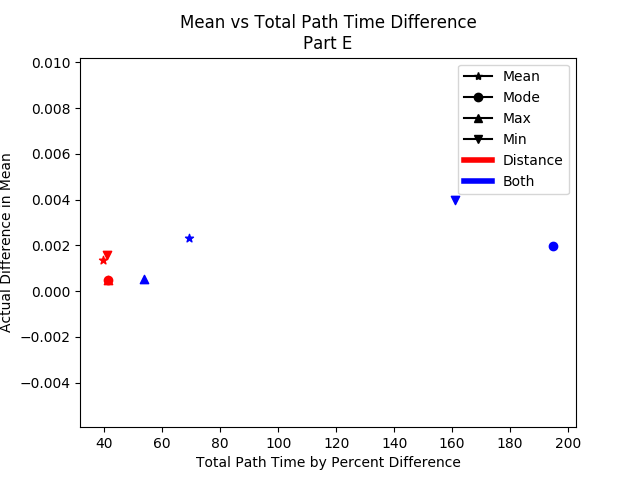 Mean vs Total Path Time Difference
Part E
0.010
0.008
0.006
0.004
0.002
0.000
−0.002
−0.004
Actual Difference in Mean
Mean
Mode
Max
Min
Distance
Both
40 60 80 100 120 140 160 180 200
Total Path Time by Percent Difference